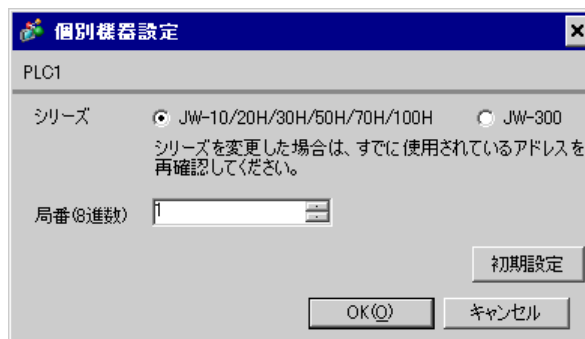 個別機器設定
PLC1
シリーズ
JW-10/20H/30H/50H/70H/100H
JW-300
シリーズを変更した場合は、すでに使用されているアドレスを
再確認してください。
局番(8進数)
1
初期設定
OK(O)
キャンセル